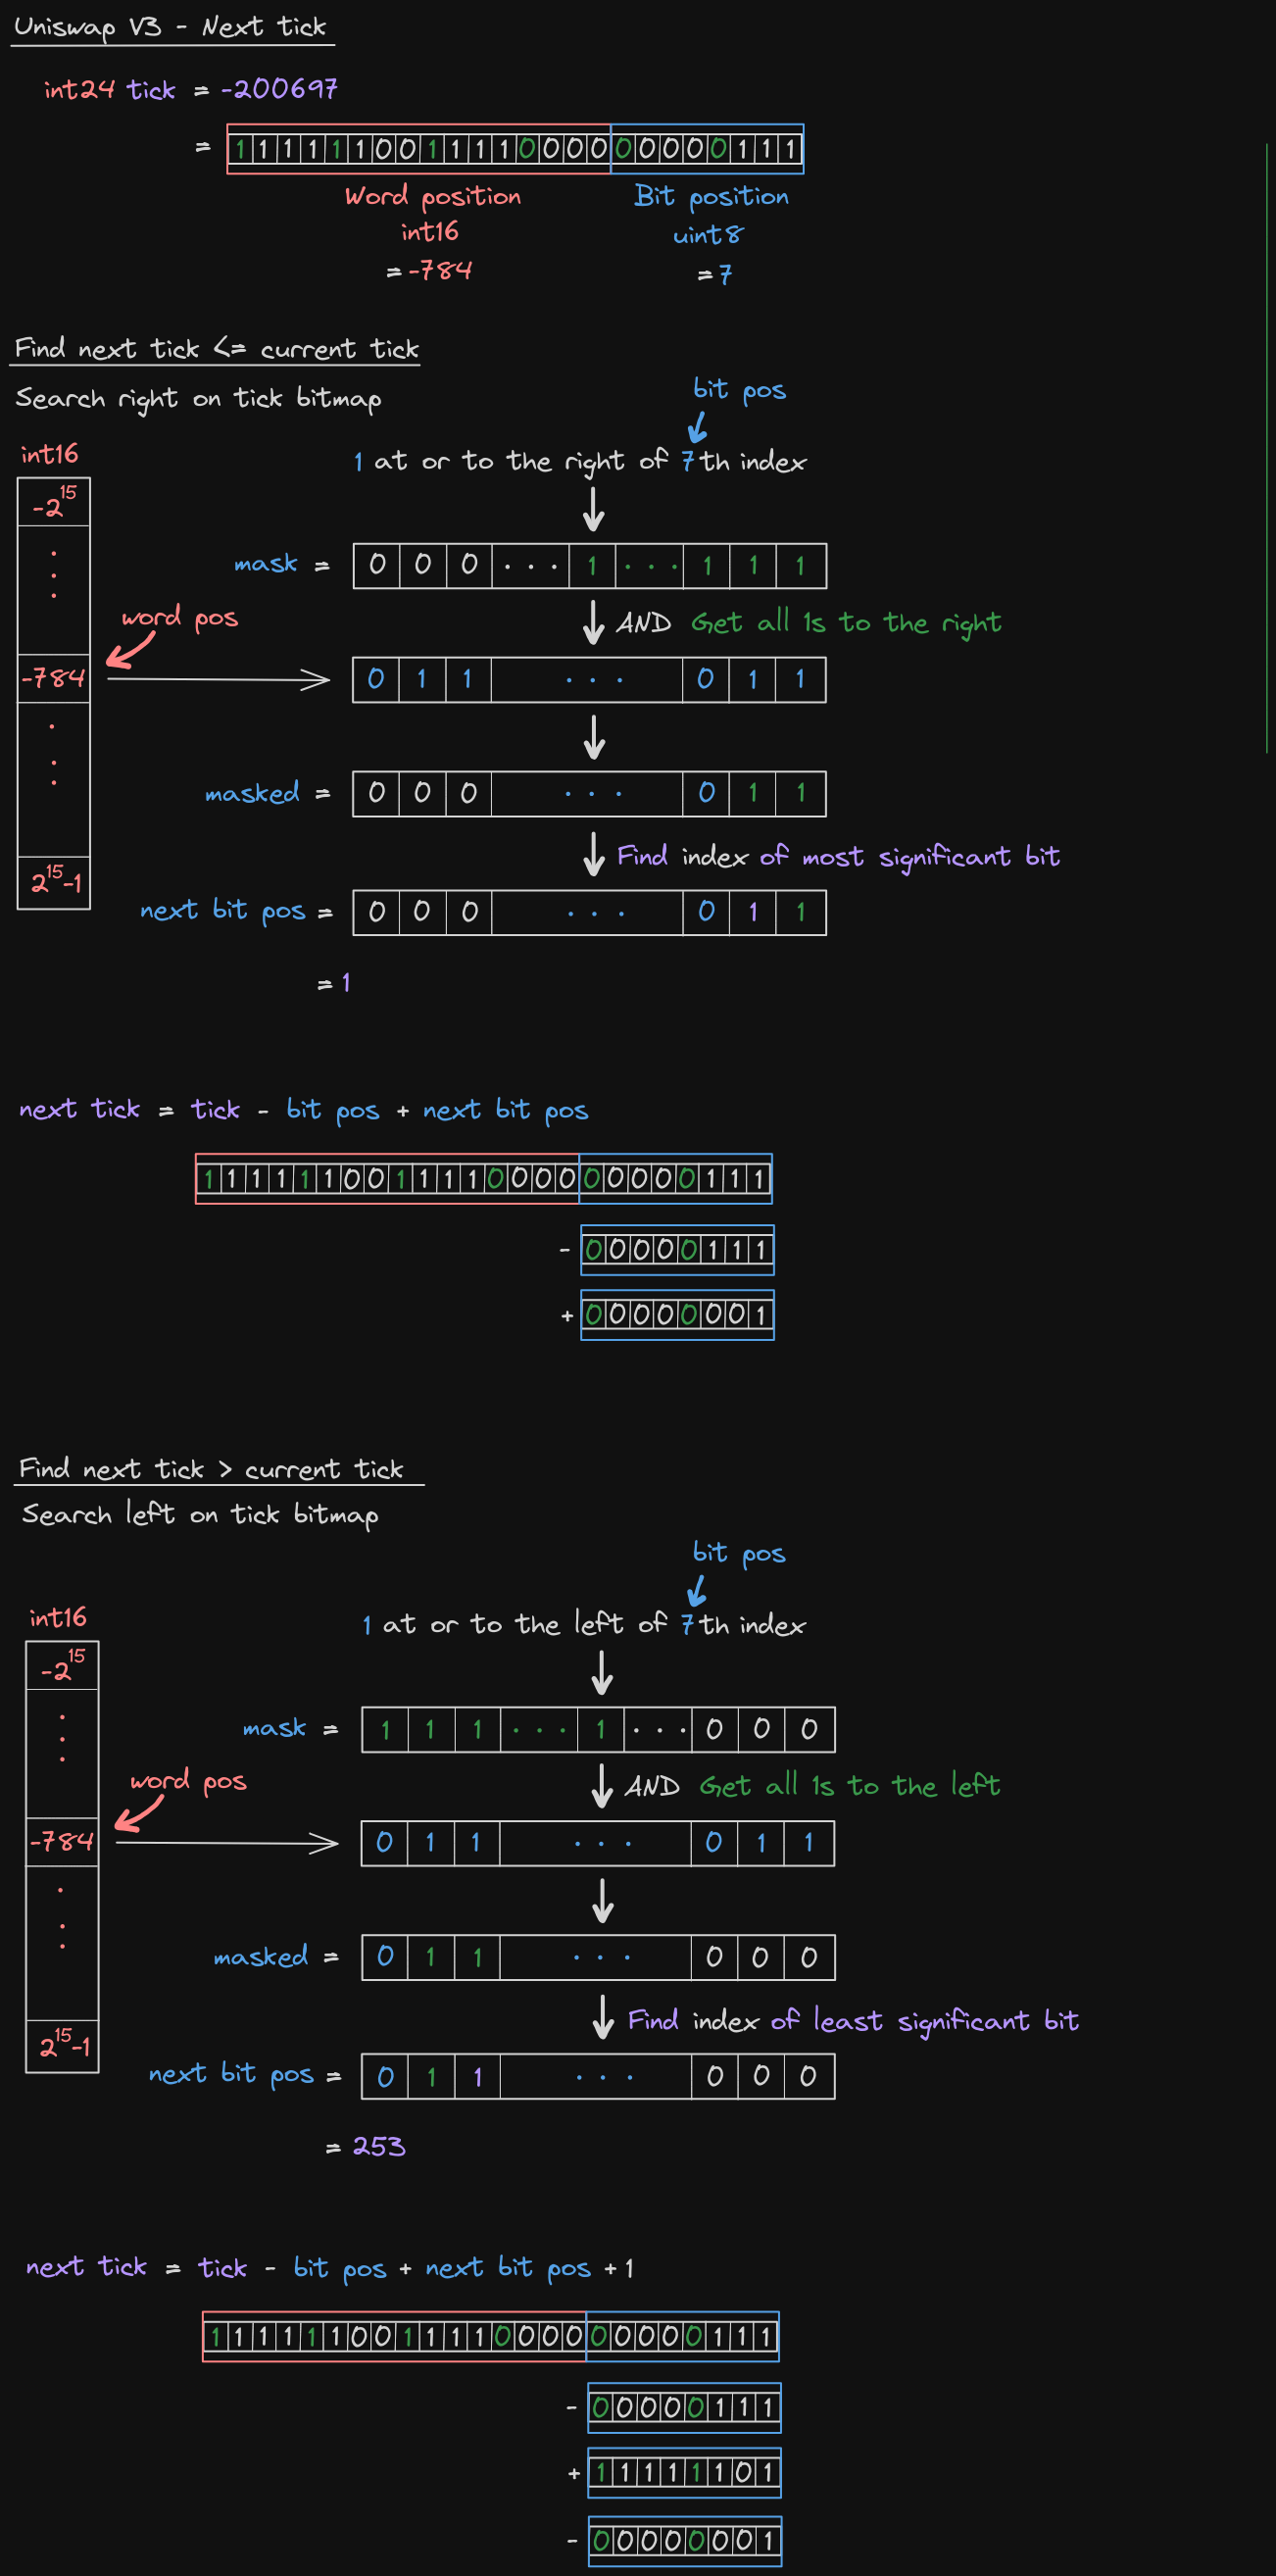 Uniswap V3 - Next tick
int24 tick = -200697
= 1 1 1 1 1 1 0 0 1 1 1 1 0 0 0 0 0 0 0 0 0 1 1 1
Word position Bit position
int16 uint8
= -784 = 7
Find next tick <= current tick
Search right on tick bitmap
bit pos
int16
1 at or to the right of 7th index
-2^15
mask = 0 0 0 ... 1 ... 1 1 1
word pos
AND Get all 1s to the right
-784
0 1 1 ... 0 1 1
masked = 0 0 0 ... 0 1 1
Find index of most significant bit
2^15-1
next bit pos = 0 0 0 ... 0 1 1
= 1
next tick = tick - bit pos + next bit pos
1 1 1 1 1 1 0 0 1 1 1 1 0 0 0 0 0 0 0 0 0 1 1 1
- 0 0 0 0 0 1 1 1
+ 0 0 0 0 0 0 0 1
Find next tick > current tick
Search left on tick bitmap
bit pos
int16
1 at or to the left of 7th index
-2^15
mask = 1 1 1 ... 1 ... 0 0 0
word pos
AND Get all 1s to the left
-784
0 1 1 ... 0 1 1
masked = 0 1 1 ... 0 0 0
Find index of least significant bit
2^15-1
next bit pos = 0 1 1 ... 0 0 0
= 253
next tick = tick - bit pos + next bit pos + 1
1 1 1 1 1 1 0 0 1 1 1 1 0 0 0 0 0 0 0 0 0 1 1 1
- 0 0 0 0 0 1 1 1
+ 1 1 1 1 1 1 0 1
- 0 0 0 0 0 0 0 1